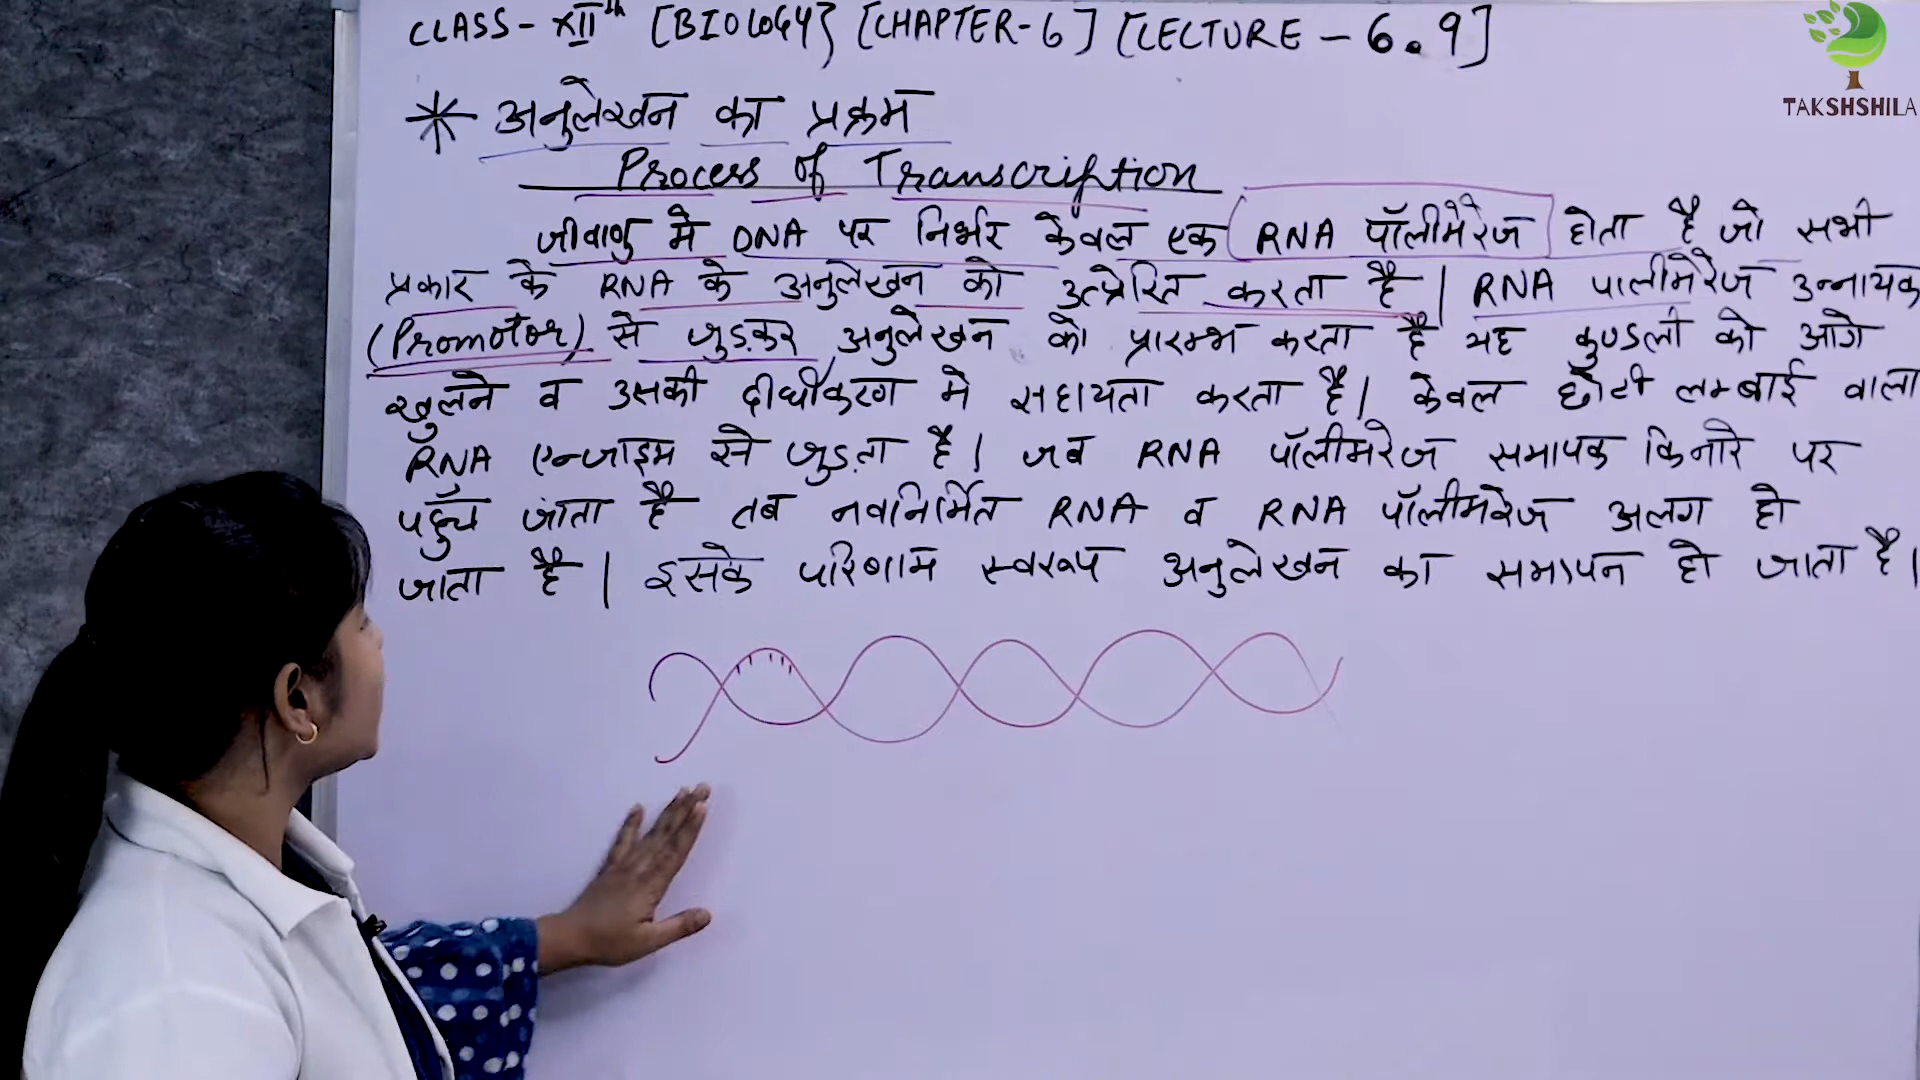 CLASS-XIIth [BIOLOGY} [CHAPTER-6] [LECTURE-6.9]
TAKSHSHILA
* अनुलेखन का प्रक्रम
Process of Transcription
जीवाणु मे DNA पर निर्भर केवल एक RNA पॉलीमेरेज होता है जो सभी
प्रकार के RNA के अनुलेखन को उत्प्रेरित करता है| RNA पालीमेरेज उन्नायक
(Promotor) से जुड़कर अनुलेखन को प्रारम्भ करता है यह कुण्डली को आगे
खुलने व उसकी दीर्घीकरण मे सहायता करता है| केवल छोटी लम्बाई वाला
RNA एन्जाइम से जुड़ता है| जब RNA पॉलीमरेज समापक किनारे पर
पहुँच जाता है तब नवनिर्मित RNA व RNA पॉलीमरेज अलग हो
जाता है| इसके परिणाम स्वरूप अनुलेखन का समापन हो जाता है|